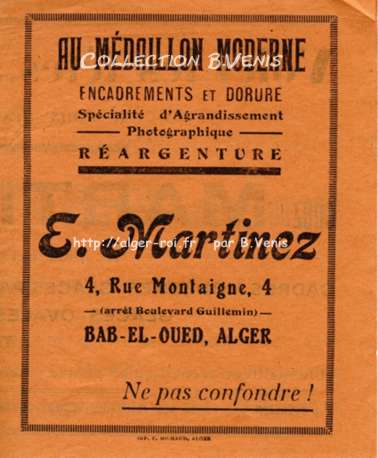 AU MÉDAILLON MODERNE
COLLECTION B.VENIS
ENCADREMENTS ET DORURE
Spécialité d'Agrandissement
— Photographique —
RÉARGENTURE
E. Martinez
http://alger-roi.fr/ par B.Venis
4, Rue Montaigne, 4
— (arrêt Boulevard Guillemin) —
BAB-EL-OUED, ALGER
Ne pas confondre !
ALGER